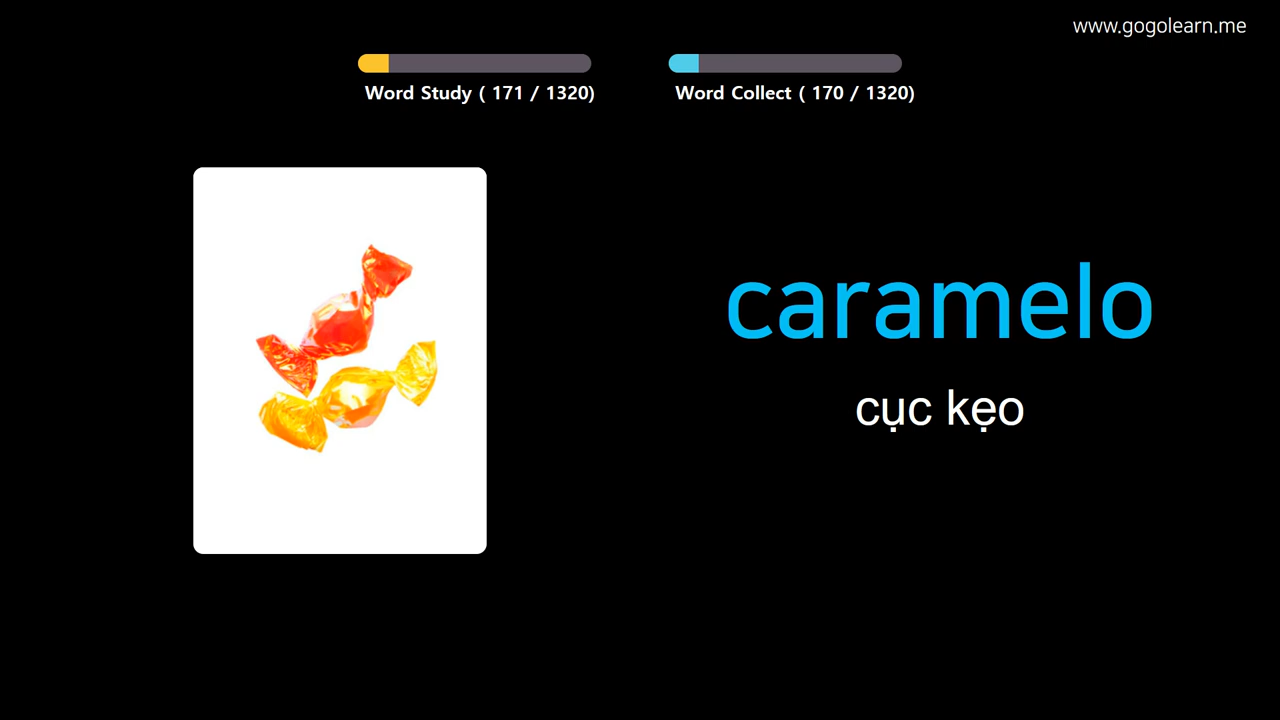 www.gogolearn.me
Word Study ( 171 / 1320)
Word Collect ( 170 / 1320)
caramelo
cục kẹo